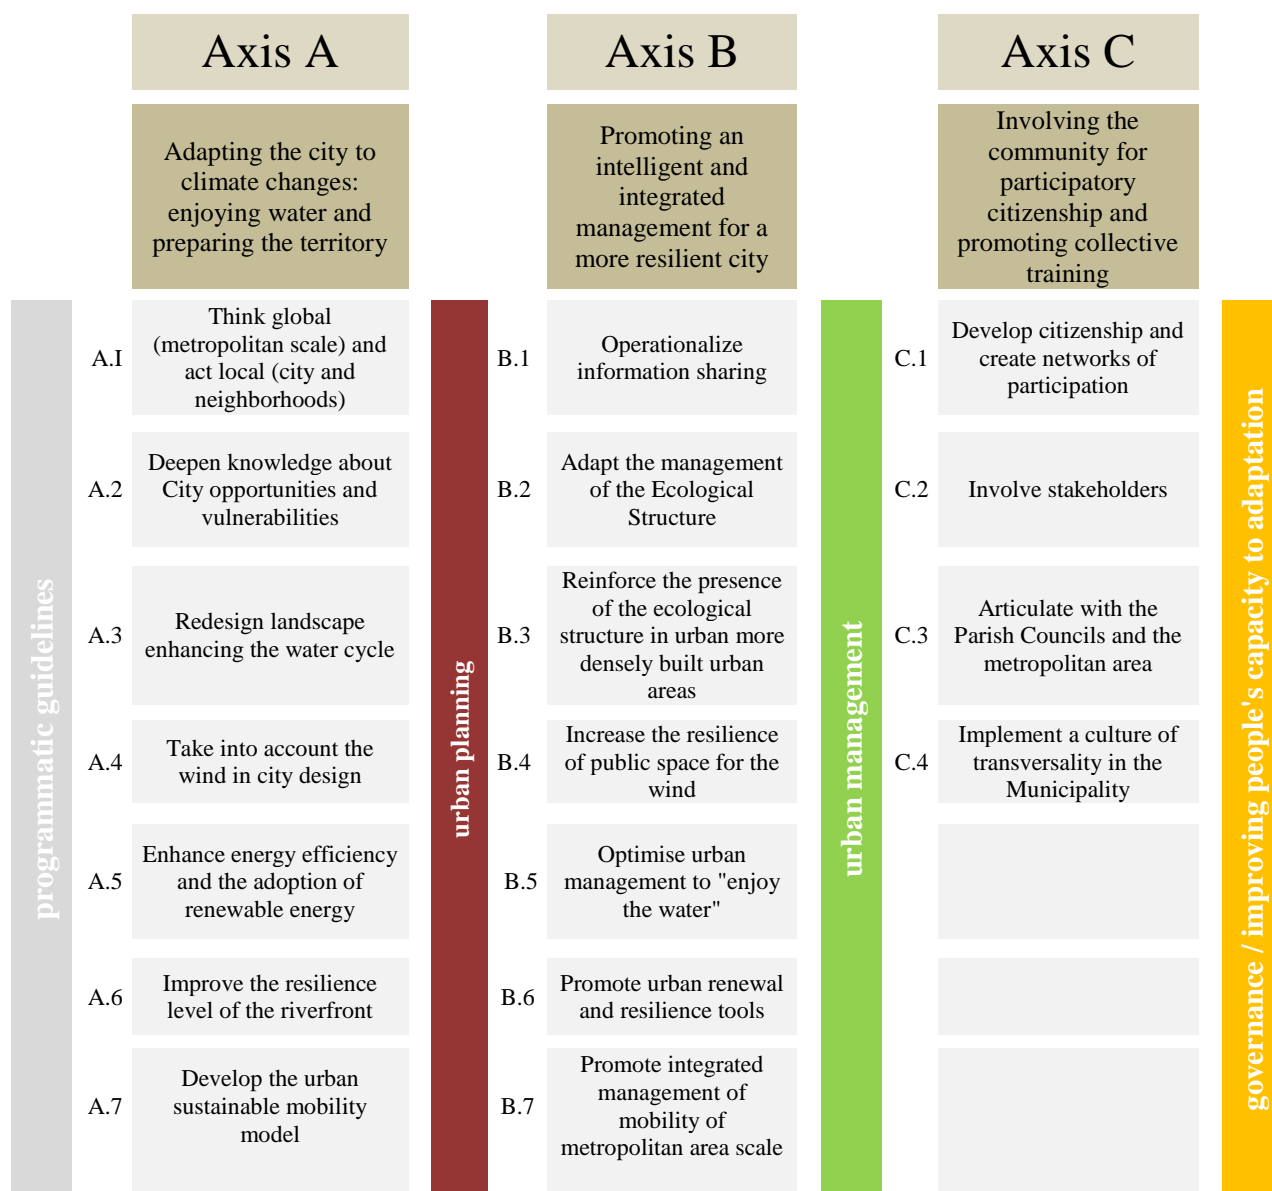 Axis A
Axis B
Axis C
Adapting the city to
climate changes:
enjoying water and
preparing the territory
Promoting an
intelligent and
integrated
management for a
more resilient city
Involving the
community for
participatory
citizenship and
promoting collective
training
programmatic guidelines
A.I
Think global
(metropolitan scale) and
act local (city and
neighborhoods)
A.2
Deepen knowledge about
City opportunities and
vulnerabilities
A.3
Redesign landscape
enhancing the water cycle
A.4
Take into account the
wind in city design
A.5
Enhance energy efficiency
and the adoption of
renewable energy
A.6
Improve the resilience
level of the riverfront
A.7
Develop the urban
sustainable mobility
model
urban planning
B.1
Operationalize
information sharing
B.2
Adapt the management
of the Ecological
Structure
B.3
Reinforce the presence
of the ecological
structure in urban more
densely built urban
areas
B.4
Increase the resilience
of public space for the
wind
B.5
Optimise urban
management to "enjoy
the water"
B.6
Promote urban renewal
and resilience tools
B.7
Promote integrated
management of
mobility of
metropolitan area scale
urban management
C.1
Develop citizenship and
create networks of
participation
C.2
Involve stakeholders
C.3
Articulate with the
Parish Councils and the
metropolitan area
C.4
Implement a culture of
transversality in the
Municipality
governance / improving people's capacity to adaptation